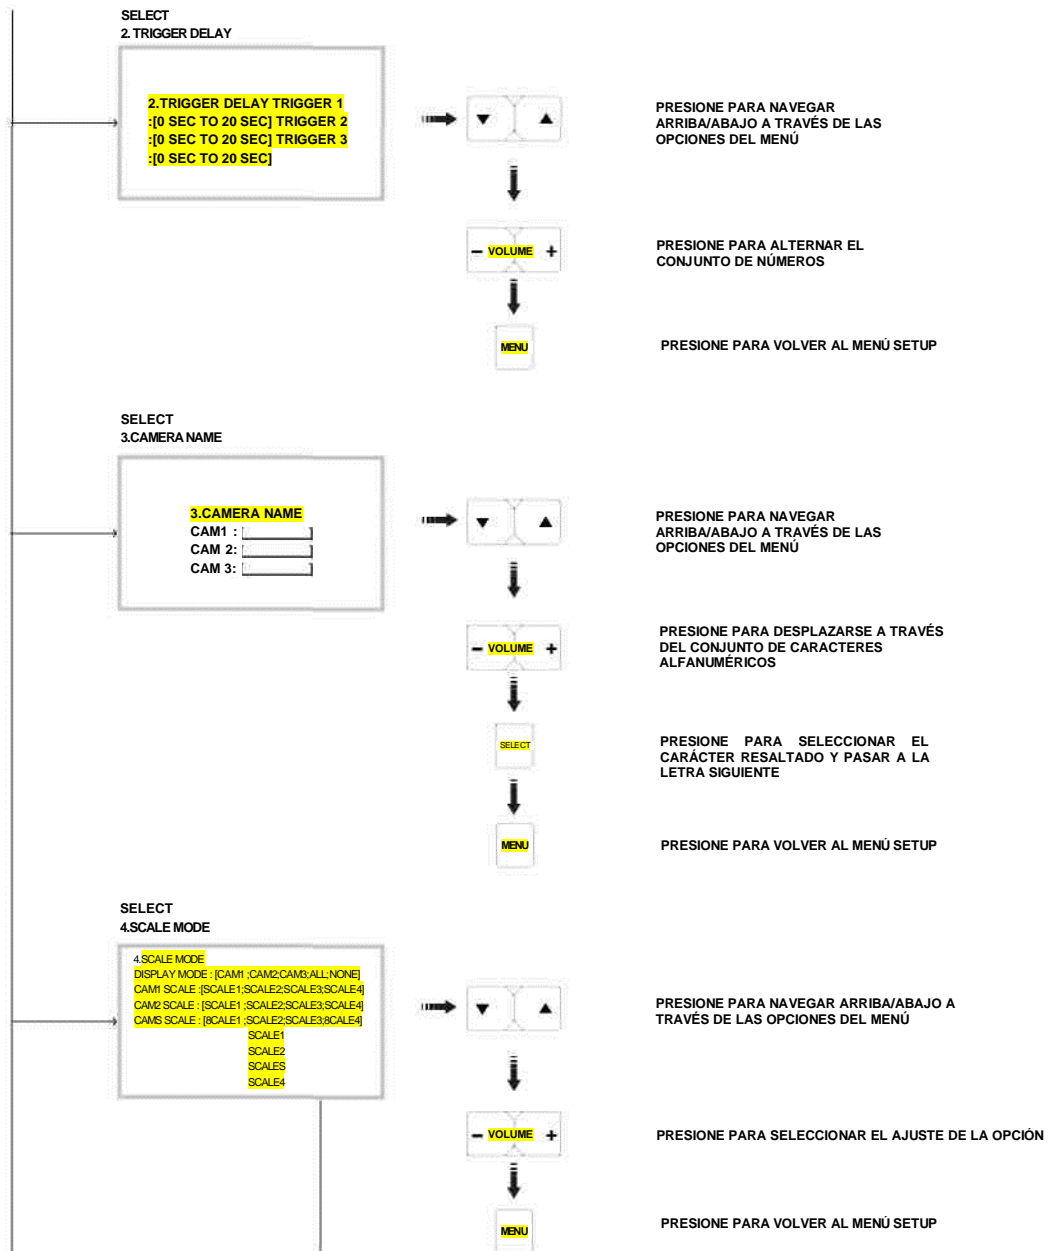 SELECT
2. TRIGGER DELAY
2.TRIGGER DELAY TRIGGER 1
:[0 SEC TO 20 SEC] TRIGGER 2
:[0 SEC TO 20 SEC] TRIGGER 3
:[0 SEC TO 20 SEC]
PRESIONE PARA NAVEGAR
ARRIBA/ABAJO A TRAVÉS DE LAS
OPCIONES DEL MENÚ
– VOLUME +
PRESIONE PARA ALTERNAR EL
CONJUNTO DE NÚMEROS
MENU
PRESIONE PARA VOLVER AL MENÚ SETUP
SELECT
3.CAMERA NAME
3.CAMERA NAME
CAM1 : [ ]
CAM 2: [ ]
CAM 3: [ ]
PRESIONE PARA NAVEGAR
ARRIBA/ABAJO A TRAVÉS DE LAS
OPCIONES DEL MENÚ
– VOLUME +
PRESIONE PARA DESPLAZARSE A TRAVÉS
DEL CONJUNTO DE CARACTERES
ALFANUMÉRICOS
SELECT
PRESIONE PARA SELECCIONAR EL
CARÁCTER RESALTADO Y PASAR A LA
LETRA SIGUIENTE
MENU
PRESIONE PARA VOLVER AL MENÚ SETUP
SELECT
4.SCALE MODE
4.SCALE MODE
DISPLAY MODE : [CAM1 ;CAM2;CAM3;ALL;NONE]
CAM1 SCALE :[SCALE1;SCALE2;SCALE3;SCALE4]
CAM2 SCALE : [SCALE1 ;SCALE2;SCALE3;SCALE4]
CAMS SCALE : [8CALE1 ;SCALE2;SCALE3;8CALE4]
SCALE1
SCALE2
SCALES
SCALE4
PRESIONE PARA NAVEGAR ARRIBA/ABAJO A
TRAVÉS DE LAS OPCIONES DEL MENÚ
– VOLUME +
PRESIONE PARA SELECCIONAR EL AJUSTE DE LA OPCIÓN
MENU
PRESIONE PARA VOLVER AL MENÚ SETUP